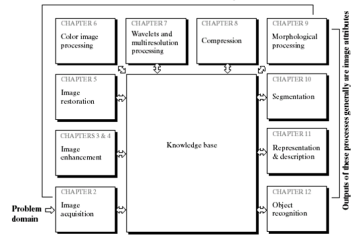 CHAPTER 6
Color image
processing
CHAPTER 7
Wavelets and
multiresolution
processing
CHAPTER 8
Compression
CHAPTER 9
Morphological
processing
CHAPTER 5
Image
restoration
CHAPTERS 3 & 4
Image
enhancement
CHAPTER 2
Image
acquisition
Problem
domain
Knowledge base
CHAPTER 10
Segmentation
CHAPTER 11
Representation
& description
CHAPTER 12
Object
recognition
Outputs of these processes generally are image attributes